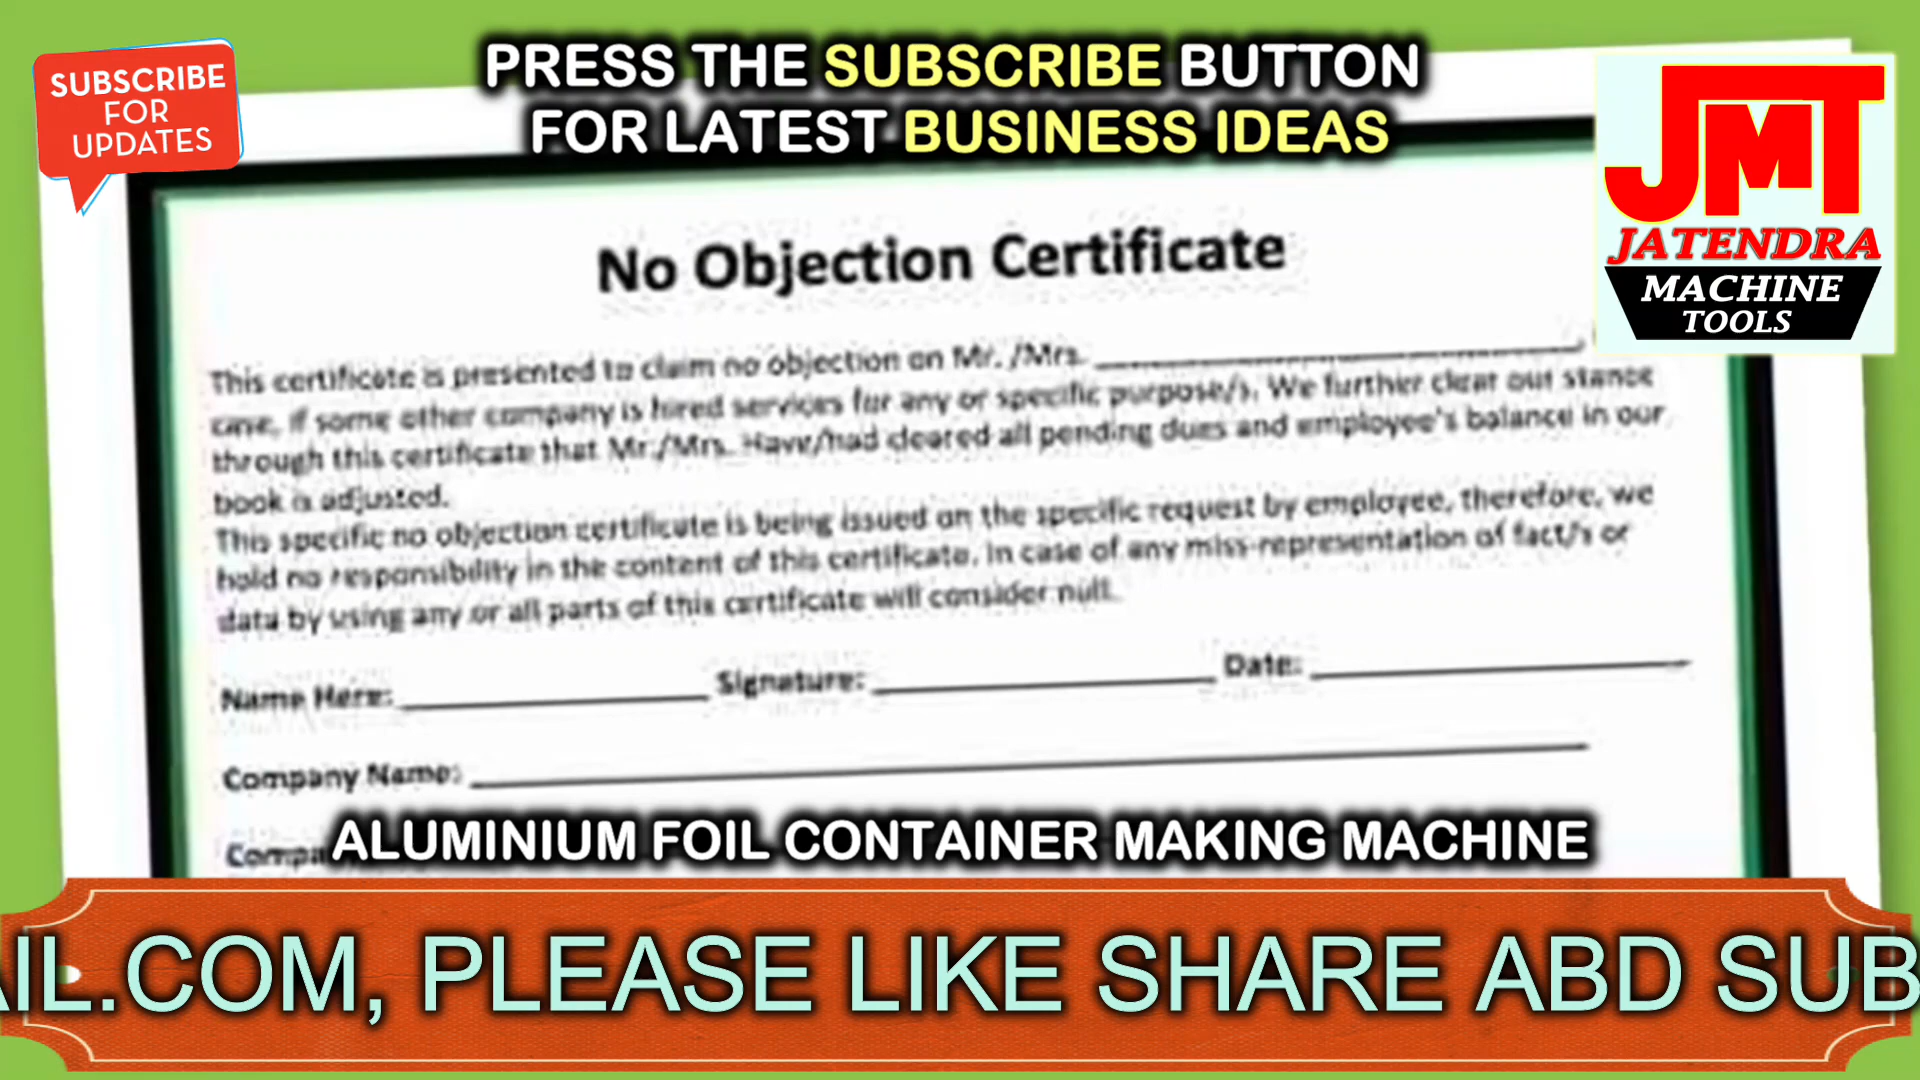 SUBSCRIBE
FOR
UPDATES
PRESS THE SUBSCRIBE BUTTON
FOR LATEST BUSINESS IDEAS
JMT
JATENDRA
MACHINE
TOOLS
No Objection Certificate
This certificate is presented to claim no objection on Mr. /Mrs.
case, if some other company is hired services for any or specific purpose/s. We further clear out stance
through this certificate that Mr./Mrs. Have/had cleared all pending dues and employee's balance in our
book is adjusted.
This specific no objection certificate is being issued on the specific request by employee, therefore, we
hold no responsibility in the content of this certificate. In case of any miss-representation of fact/s or
data by using any or all parts of this certificate will consider null.
Name Here: Signature: Date:
Company Name:
ALUMINIUM FOIL CONTAINER MAKING MACHINE
AIL.COM, PLEASE LIKE SHARE ABD SUB